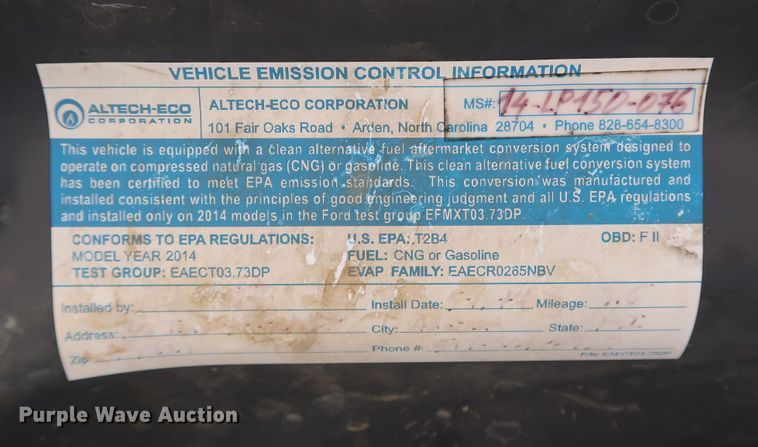 VEHICLE EMISSION CONTROL INFORMATION
ALTECH-ECO
CORPORATION
ALTECH-ECO CORPORATION
MS#: 14-LP150-076
101 Fair Oaks Road • Arden, North Carolina 28704 • Phone 828-654-8300
This vehicle is equipped with a clean alternative fuel aftermarket conversion system designed to
operate on compressed natural gas (CNG) or gasoline. This clean alternative fuel conversion system
has been certified to meet EPA emission standards. This conversion was manufactured and
installed consistent with the principles of good engineering judgment and all U.S. EPA regulations
and installed only on 2014 models in the Ford test group EFMXT03.73DP.
CONFORMS TO EPA REGULATIONS: U.S. EPA: T2B4 OBD: F II
MODEL YEAR 2014 FUEL: CNG or Gasoline
TEST GROUP: EAECT03.73DP EVAP FAMILY: EAECR0265NBV
Installed by: Install Date: Mileage:
Address: City: State:
Zip Phone #:
P/N: EAECT03.73DP
Purple Wave Auction